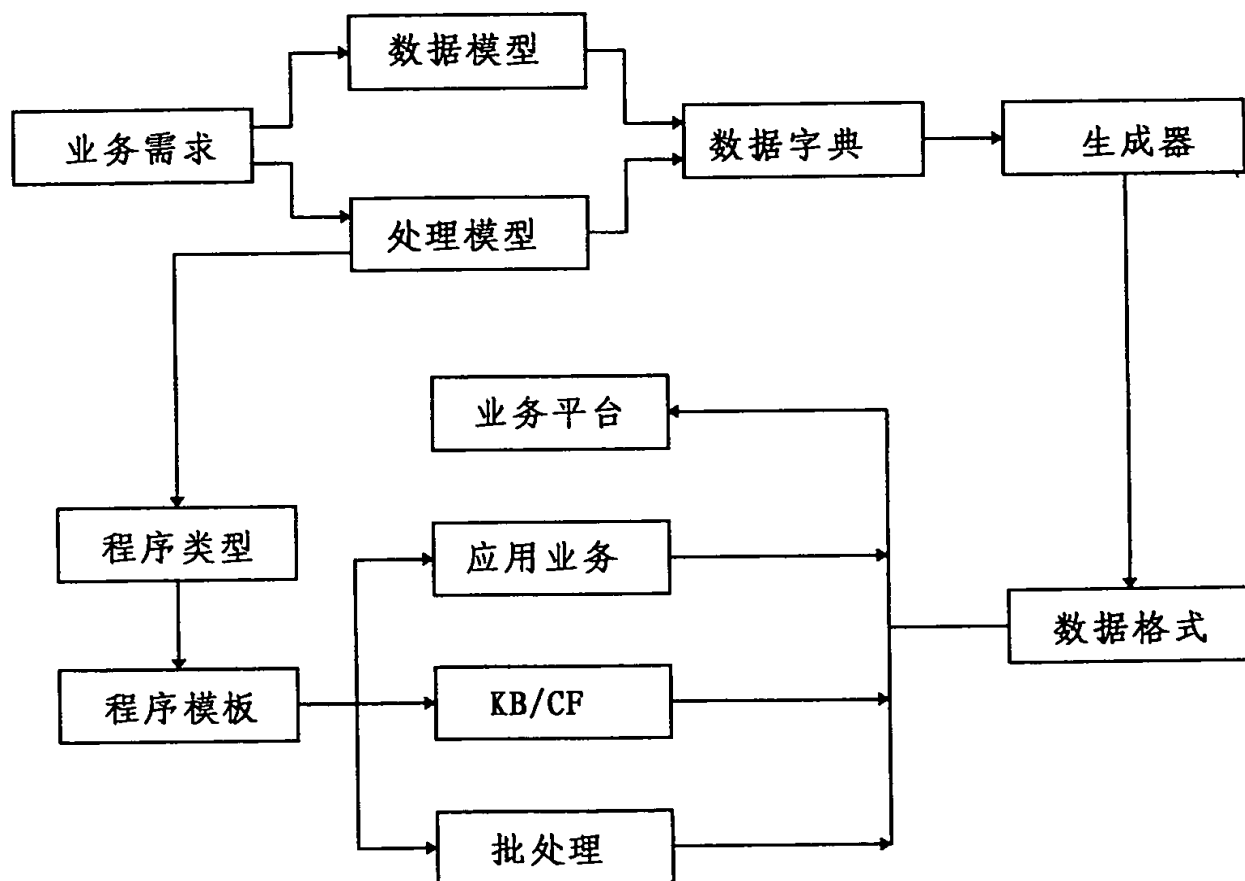 数据模型
业务需求
数据字典
生成器
处理模型
业务平台
程序类型
应用业务
数据格式
程序模板
KB/CF
批处理